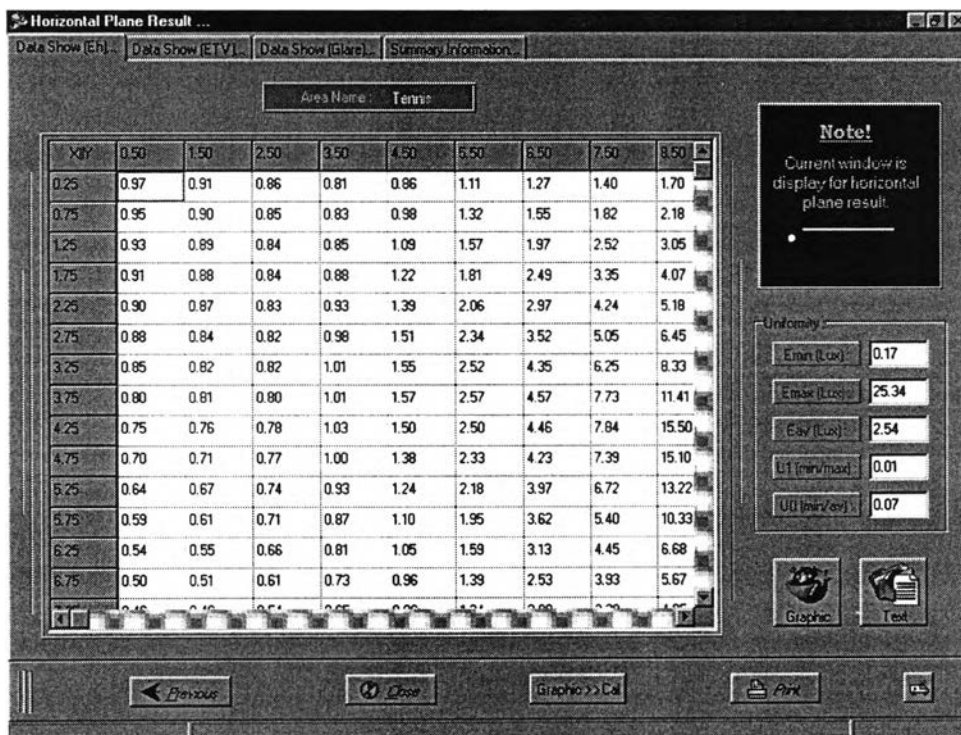 Horizontal Plane Result ...
Data Show (Eh)... Data Show (ETV)... Data Show (Glare)... Summary Information...
Area Name : Tennis
X\Y 0.50 1.50 2.50 3.50 4.50 5.50 6.50 7.50 8.50
0.25 0.97 0.91 0.86 0.81 0.86 1.11 1.27 1.40 1.70
0.75 0.95 0.90 0.85 0.83 0.98 1.32 1.55 1.82 2.18
1.25 0.93 0.89 0.84 0.85 1.09 1.57 1.97 2.52 3.05
1.75 0.91 0.88 0.84 0.88 1.22 1.81 2.49 3.35 4.07
2.25 0.90 0.87 0.83 0.93 1.39 2.06 2.97 4.24 5.18
2.75 0.88 0.84 0.82 0.98 1.51 2.34 3.52 5.05 6.45
3.25 0.85 0.82 0.82 1.01 1.55 2.52 4.35 6.25 8.33
3.75 0.80 0.81 0.80 1.01 1.57 2.57 4.57 7.73 11.41
4.25 0.75 0.76 0.78 1.03 1.50 2.50 4.46 7.84 15.50
4.75 0.70 0.71 0.77 1.00 1.38 2.33 4.23 7.39 15.10
5.25 0.64 0.67 0.74 0.93 1.24 2.18 3.97 6.72 13.22
5.75 0.59 0.61 0.71 0.87 1.10 1.95 3.62 5.40 10.33
6.25 0.54 0.55 0.66 0.81 1.05 1.59 3.13 4.45 6.68
6.75 0.50 0.51 0.61 0.73 0.96 1.39 2.53 3.93 5.67
Note!
Current window is
display for horizontal
plane result.
Uniformity :
Emin (Lux) : 0.17
Emax (Lux) : 25.34
Eav (Lux) : 2.54
U1 (min/max) : 0.01
U0 (min/av) : 0.07
Graphic Text
Previous Close Graphic >> Cal Print